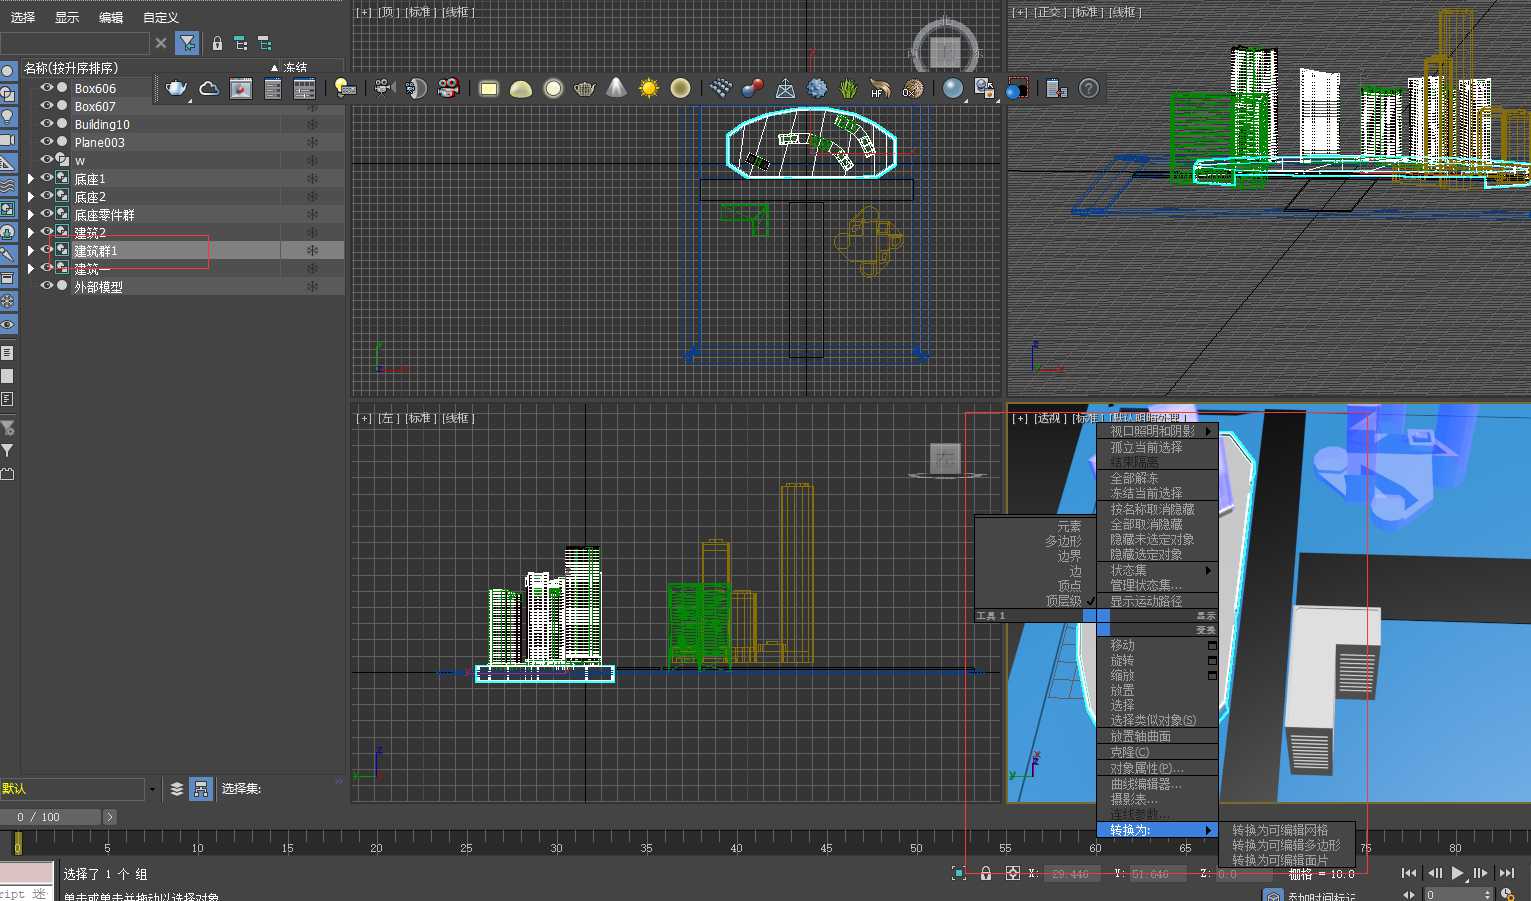 选择 显示 编辑 自定义
名称(按升序排序) ▲ 冻结
Box606
Box607
Building10
Plane003
w
底座1
底座2
底座零件群
建筑2
建筑群1
建筑一
外部模型
默认
选择集:
0 / 100
[+] [顶] [标准] [线框]
[+] [正交] [标准] [线框]
[+] [左] [标准] [线框]
[+] [透视] [标准]
HF
视口照明和阴影
孤立当前选择
结束隔离
全部解冻
冻结当前选择
按名称取消隐藏
全部取消隐藏
隐藏未选定对象
隐藏选定对象
状态集
管理状态集...
显示运动路径
元素
多边形
边界
边
顶点
顶层级
工具 1
显示
变换
移动
旋转
缩放
放置
选择
选择类似对象(S)
放置轴曲面
克隆(C)
对象属性(P)...
曲线编辑器...
摄影表...
连线参数...
转换为:
转换为可编辑网格
转换为可编辑多边形
转换为可编辑面片
0 5 10 15 20 25 30 35 40 45 50 55 60 65 75 80
选择了 1 个 组
ript 迷
单击或单击并拖动以选择对象
X: 29.446 Y: 51.646 Z: 0.0
栅格 = 10.0
添加时间标记
0